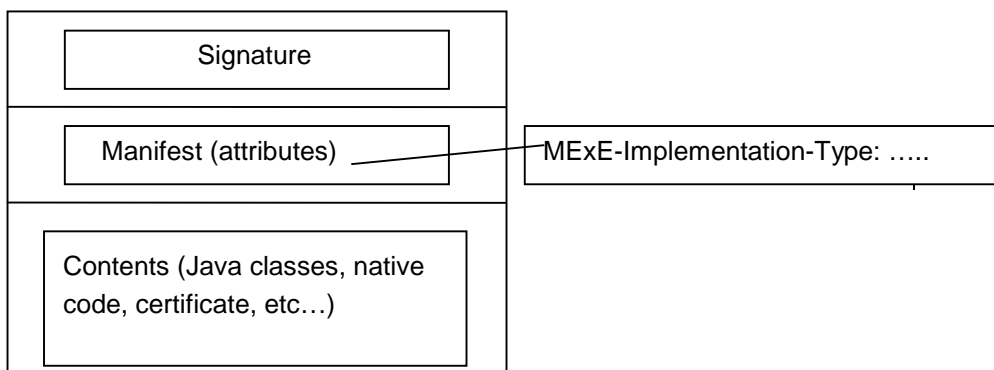 Signature
Manifest (attributes)
MExE-Implementation-Type: …..
Contents (Java classes, native
code, certificate, etc…)